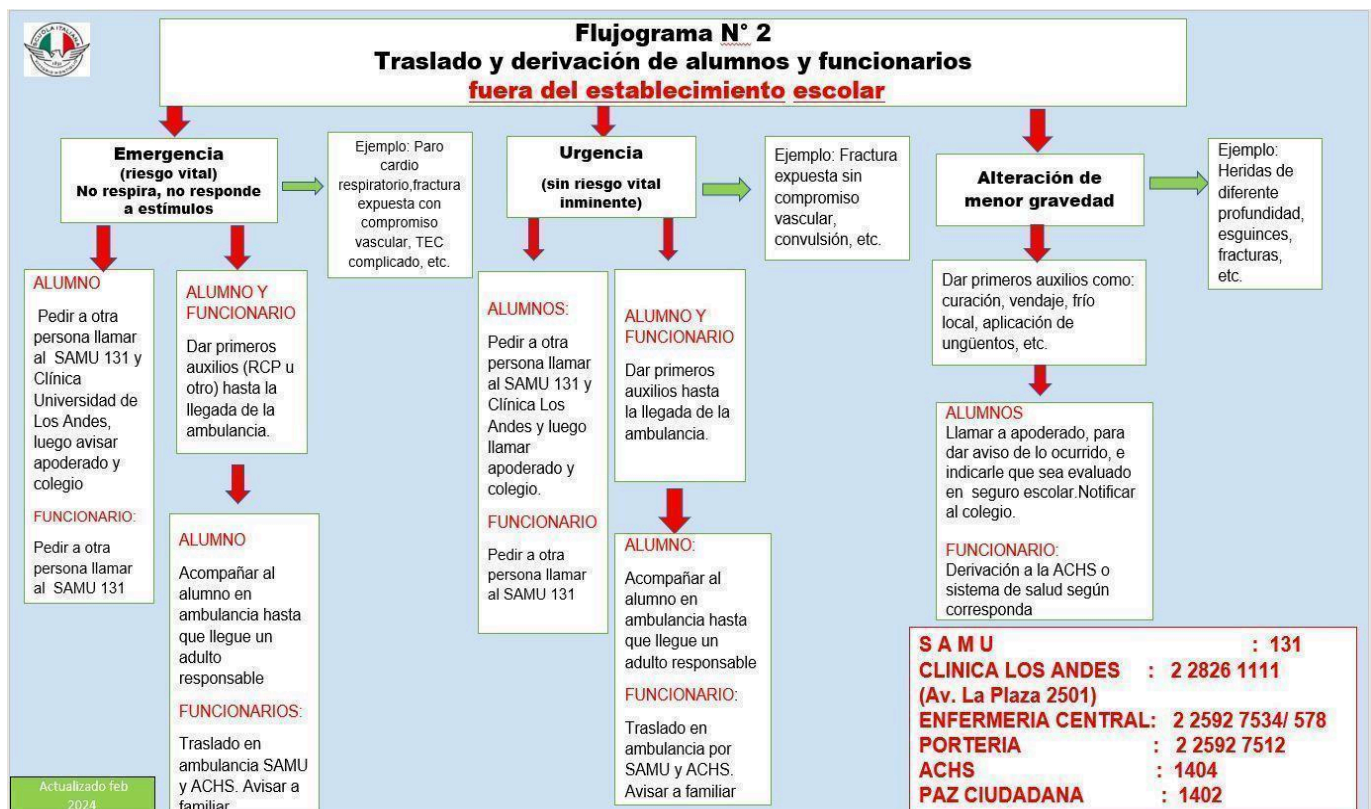 Flujograma N° 2
Traslado y derivación de alumnos y funcionarios
fuera del establecimiento escolar
Emergencia
(riesgo vital)
No respira, no responde
a estímulos
Ejemplo: Paro
cardio
respiratorio,fractura
expuesta con
compromiso
vascular, TEC
complicado, etc.
ALUMNO
Pedir a otra
persona llamar
al SAMU 131 y
Clínica
Universidad de
Los Andes,
luego avisar
apoderado y
colegio
FUNCIONARIO:
Pedir a otra
persona llamar
al SAMU 131
ALUMNO Y
FUNCIONARIO
Dar primeros
auxilios (RCP u
otro) hasta la
llegada de la
ambulancia.
ALUMNO
Acompañar al
alumno en
ambulancia hasta
que llegue un
adulto
responsable
FUNCIONARIOS:
Traslado en
ambulancia SAMU
y ACHS. Avisar a
familiar
Urgencia
(sin riesgo vital
inminente)
Ejemplo: Fractura
expuesta sin
compromiso
vascular,
convulsión, etc.
ALUMNOS:
Pedir a otra
persona llamar
al SAMU 131 y
Clínica Los
Andes y luego
llamar
apoderado y
colegio.
FUNCIONARIO
Pedir a otra
persona llamar
al SAMU 131
ALUMNO Y
FUNCIONARIO
Dar primeros
auxilios hasta
la llegada de la
ambulancia.
ALUMNO:
Acompañar al
alumno en
ambulancia hasta
que llegue un
adulto responsable
FUNCIONARIO:
Traslado en
ambulancia por
SAMU y ACHS.
Avisar a familiar
Alteración de
menor gravedad
Ejemplo:
Heridas de
diferente
profundidad,
esguinces,
fracturas,
etc.
Dar primeros auxilios como:
curación, vendaje, frío
local, aplicación de
ungüentos, etc.
ALUMNOS
Llamar a apoderado, para
dar aviso de lo ocurrido, e
indicarle que sea evaluado
en seguro escolar.Notificar
al colegio.
FUNCIONARIO:
Derivación a la ACHS o
sistema de salud según
corresponda
S A M U : 131
CLINICA LOS ANDES : 2 2826 1111
(Av. La Plaza 2501)
ENFERMERIA CENTRAL: 2 2592 7534/ 578
PORTERIA : 2 2592 7512
ACHS : 1404
PAZ CIUDADANA : 1402
Actualizado feb
2024
SCUOLA ITALIANA